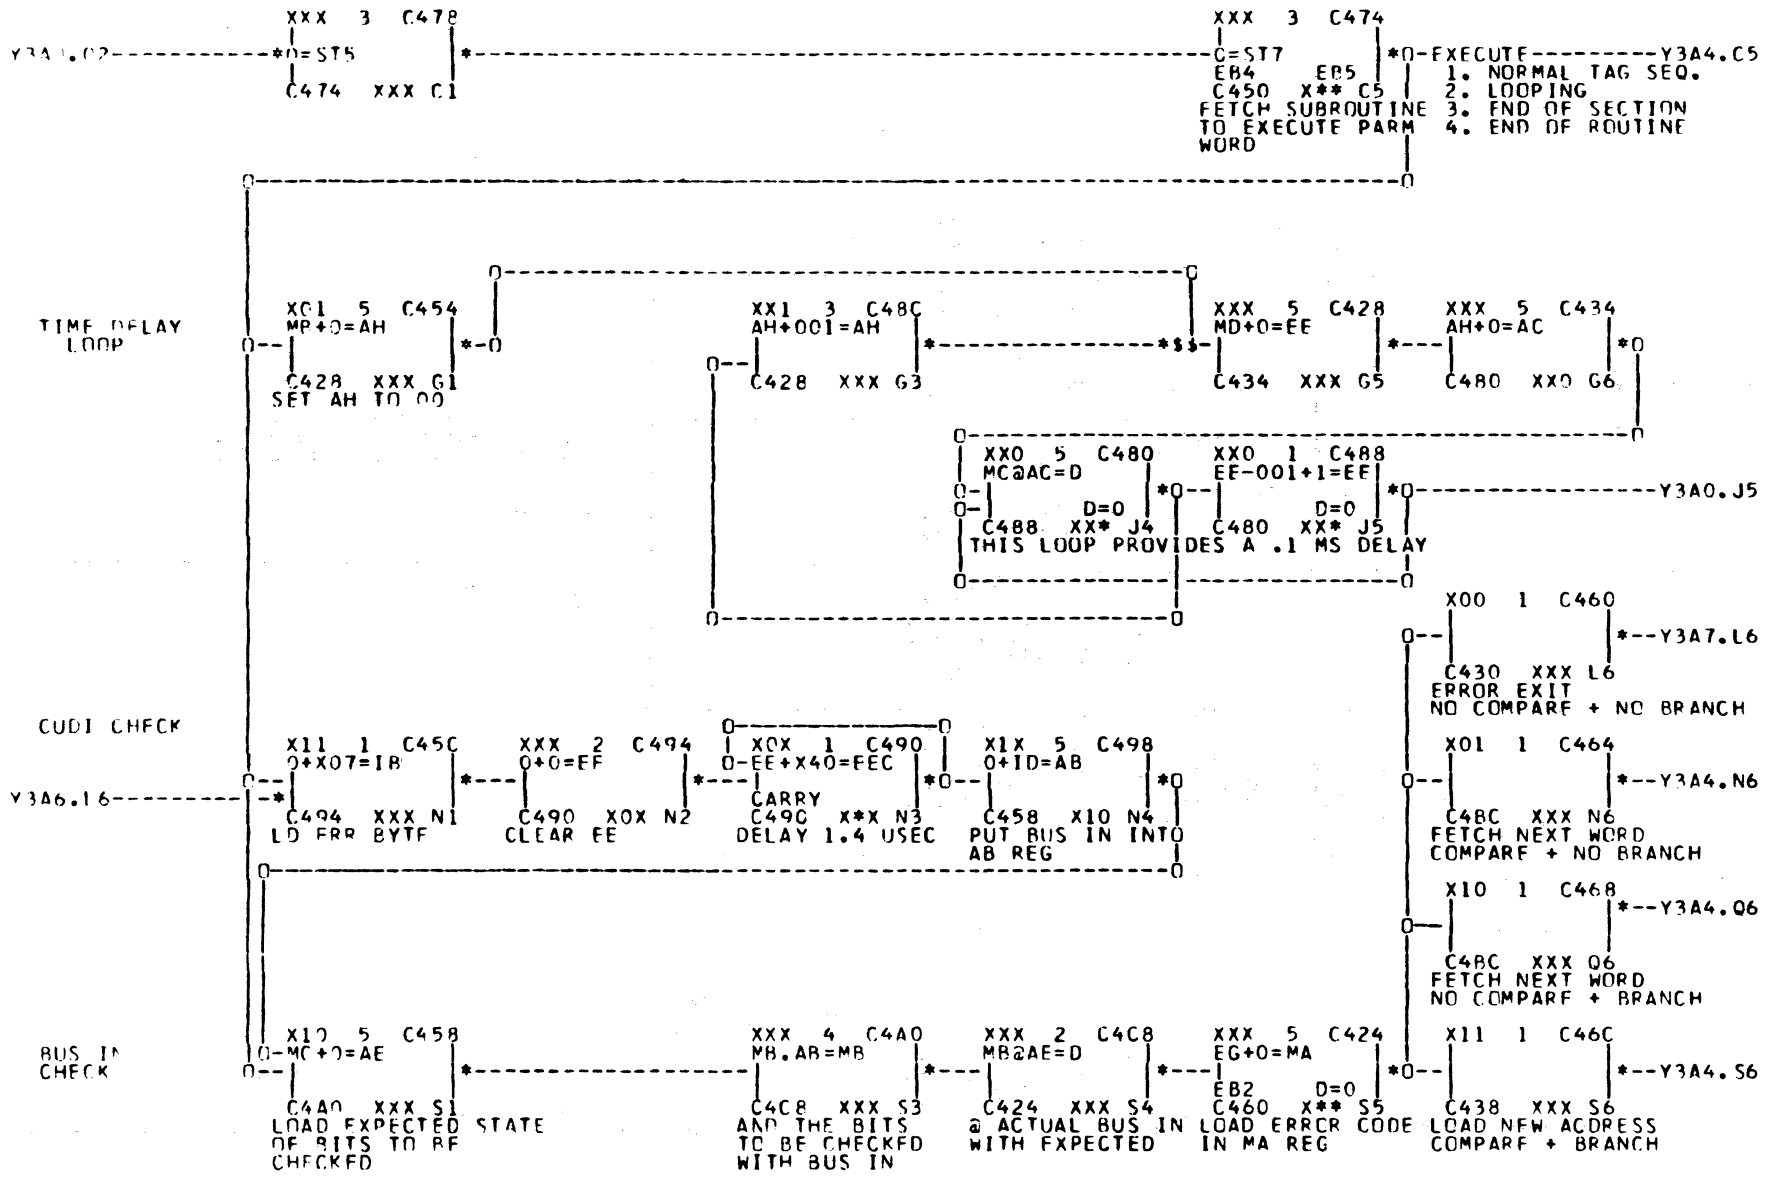 XXX 3 C478
XXX 3 C474
*0=ST5
*
0=ST7
*0-EXECUTE---------Y3A4.C5
EB4 EB5
1. NORMAL TAG SEQ.
C474 XXX C1
C450 X** C5
2. LOOPING
FETCH SUBROUTINE
3. END OF SECTION
TO EXECUTE PARM
4. END OF ROUTINE
WORD
TIME DELAY
LOOP
X01 5 C454
XX1 3 C48C
XXX 5 C428
XXX 5 C434
MB+0=AH
AH+001=AH
MD+0=EE
AH+0=AC
C428 XXX G1
C428 XXX G3
C434 XXX G5
C480 XX0 G6
SET AH TO 00
XX0 5 C480
XX0 1 C488
MC@AC=D
EE-001+1=EE
Y3A0.J5
D=0
D=0
C488 XX* J4
C480 XX* J5
THIS LOOP PROVIDES A .1 MS DELAY
X00 1 C460
*--Y3A7.L6
C430 XXX L6
ERROR EXIT
NO COMPARE + NO BRANCH
CUDI CHECK
X11 1 C45C
XXX 2 C494
X0X 1 C490
X1X 5 C498
X01 1 C464
0+X07=IB
0+0=EE
EE+X40=EEC
0+ID=AB
*--Y3A4.N6
Y3A6.16
CARRY
C494 XXX N1
C490 X0X N2
C490 X*X N3
C458 X10 N4
C4BC XXX N6
LD ERR BYTE
CLEAR EE
DELAY 1.4 USEC
PUT BUS IN INTO
FETCH NEXT WORD
AB REG
COMPARE + NO BRANCH
X10 1 C468
*--Y3A4.Q6
C4BC XXX Q6
FETCH NEXT WORD
NO COMPARE + BRANCH
BUS IN
CHECK
X10 5 C458
XXX 4 C4A0
XXX 2 C4C8
XXX 5 C424
X11 1 C46C
MC+0=AE
MB.AB=MB
MB@AE=D
EG+0=MA
*--Y3A4.S6
EB2 D=0
C4A0 XXX S1
C4C8 XXX S3
C424 XXX S4
C460 X** S5
C438 XXX S6
LOAD EXPECTED STATE
AND THE BITS
@ ACTUAL BUS IN
LOAD ERROR CODE
LOAD NEW ADDRESS
OF BITS TO BE
TO BE CHECKED
WITH EXPECTED
IN MA REG
COMPARE + BRANCH
CHECKED
WITH BUS IN